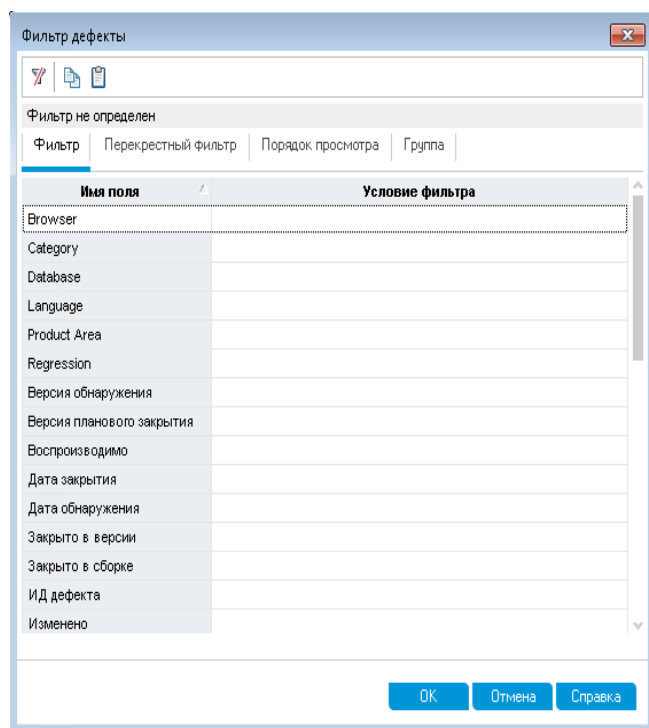 Фильтр дефекты
Фильтр не определен
Фильтр Перекрестный фильтр Порядок просмотра Группа
Имя поля Условие фильтра
Browser
Category
Database
Language
Product Area
Regression
Версия обнаружения
Версия планового закрытия
Воспроизводимо
Дата закрытия
Дата обнаружения
Закрыто в версии
Закрыто в сборке
ИД дефекта
Изменено
OK Отмена Справка